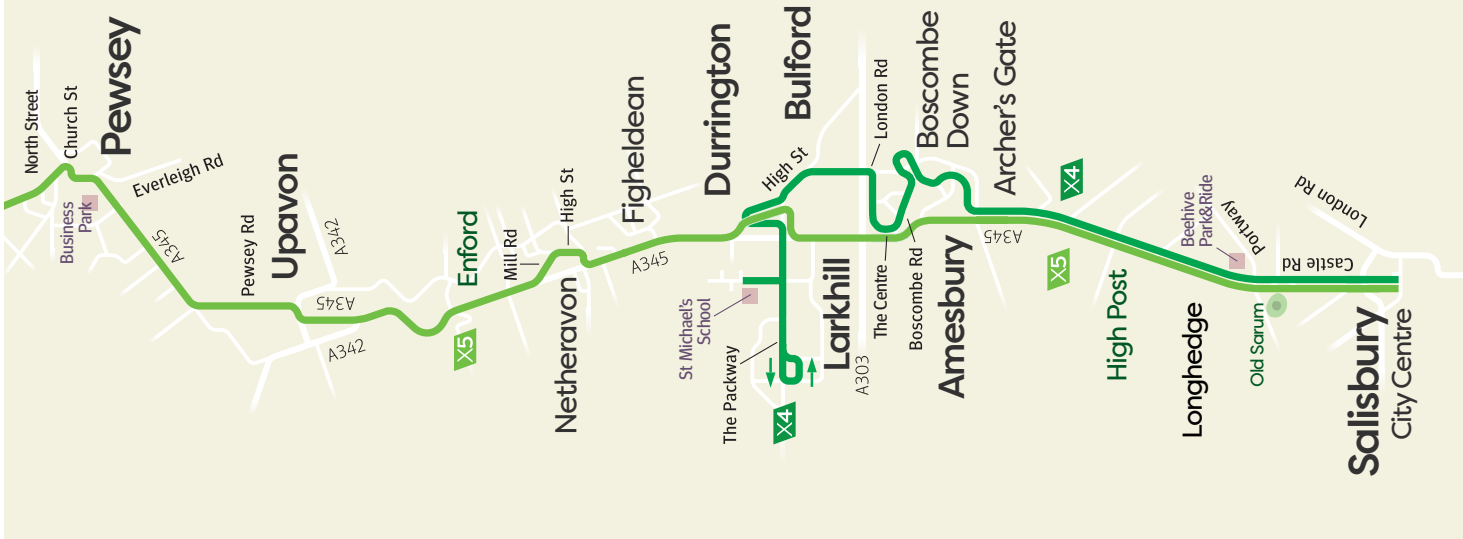 North Street
Church St
Pewsey
Business
Park
Everleigh Rd
A345
Pewsey Rd
Upavon
A342
A345
A342
Enford
X5
Mill Rd
High St
Netheravon
Figheldean
A345
Durrington
High St
Bulford
St Michael's
School
The Packway
X4
Larkhill
A303
London Rd
The Centre
Boscombe Rd
Amesbury
Boscombe
Down
Archer's Gate
A345
X4
X5
High Post
Longhedge
Beehive
Park&Ride
Portway
Old Sarum
London Rd
Castle Rd
Salisbury
City Centre